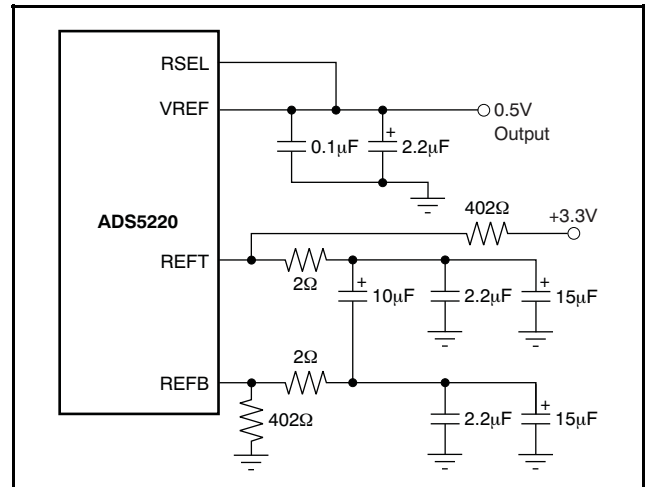 RSEL
VREF
0.5V
Output
0.1μF
+
2.2μF
ADS5220
402Ω
+3.3V
REFT
2Ω
+
10μF
2.2μF
+
15μF
2Ω
REFB
402Ω
2.2μF
+
15μF